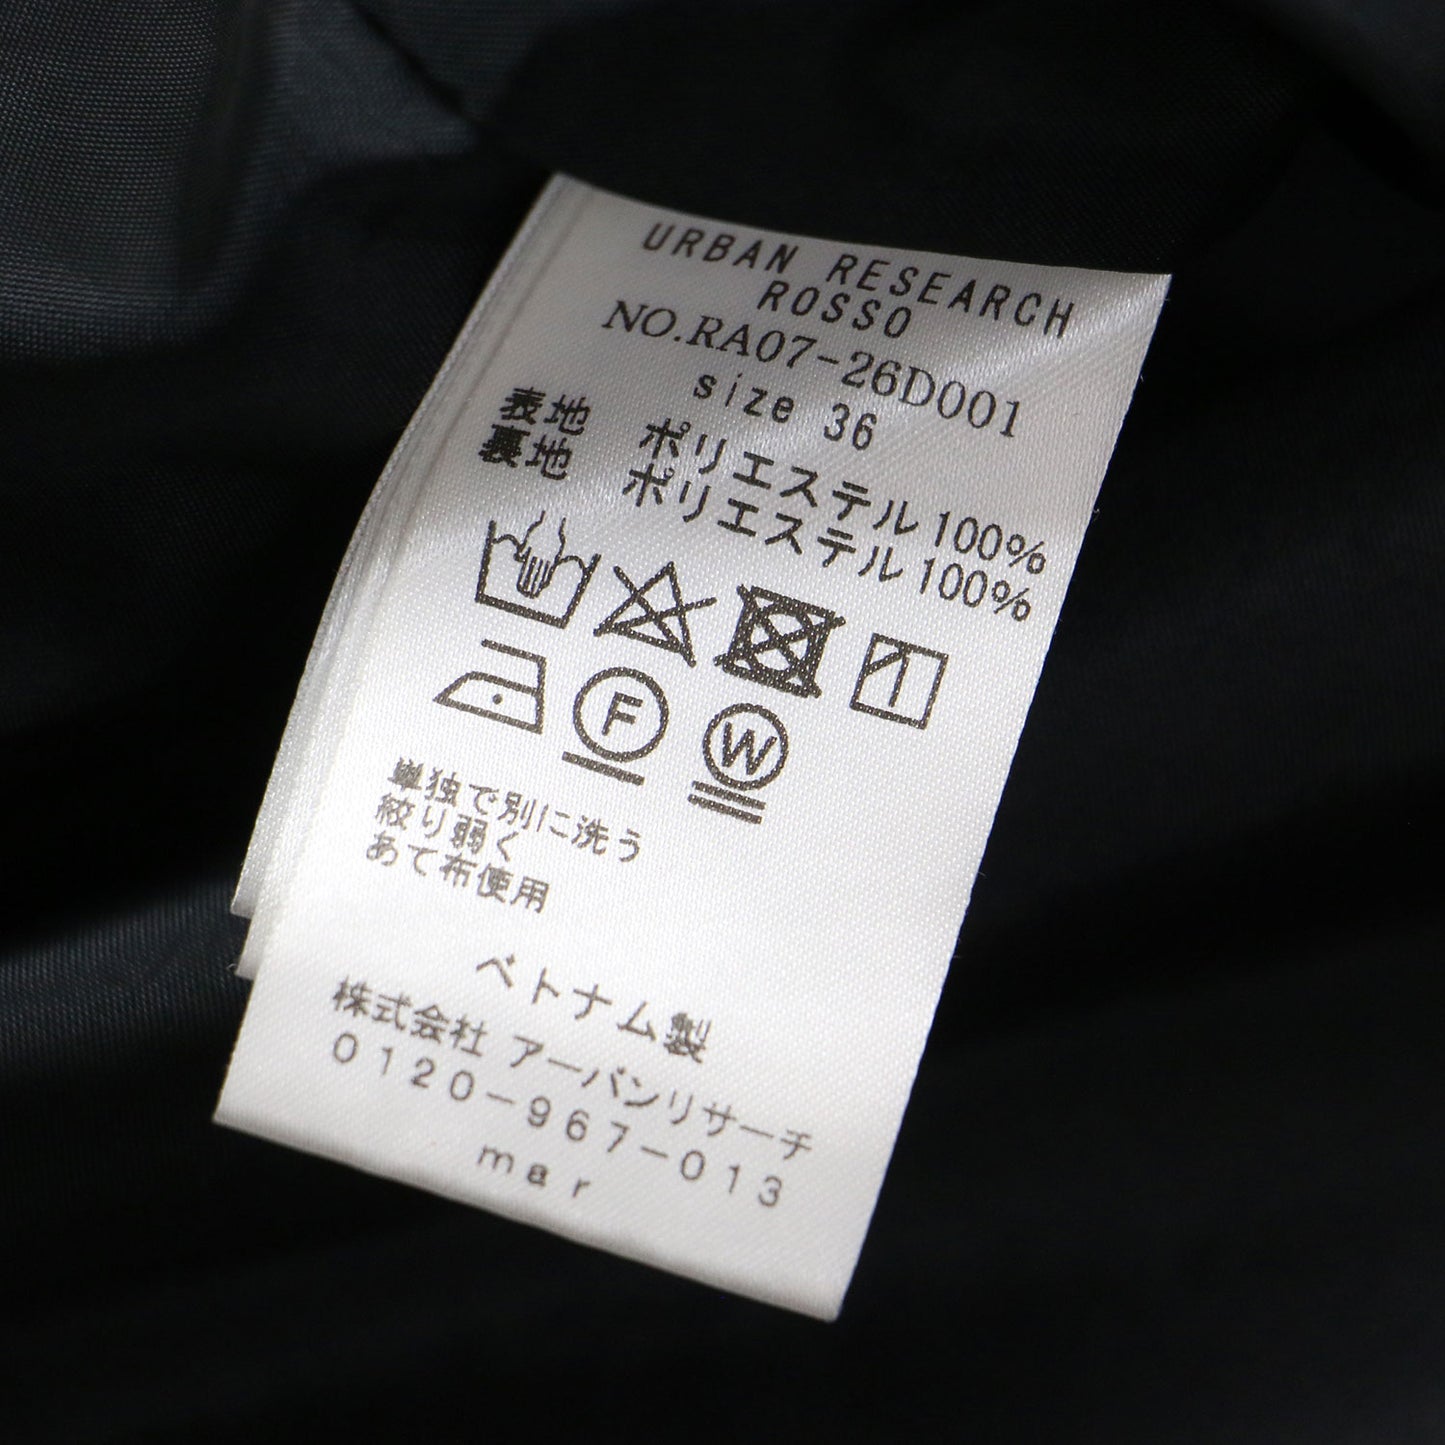 URBAN RESEARCH
ROSSO
NO.RA07-26D001
size 36
表地 ポリエステル100%
裏地 ポリエステル100%
F
W
単独で別に洗う
絞り弱く
あて布使用
ベトナム製
株式会社 アーバンリサーチ
0120-967-013
mar